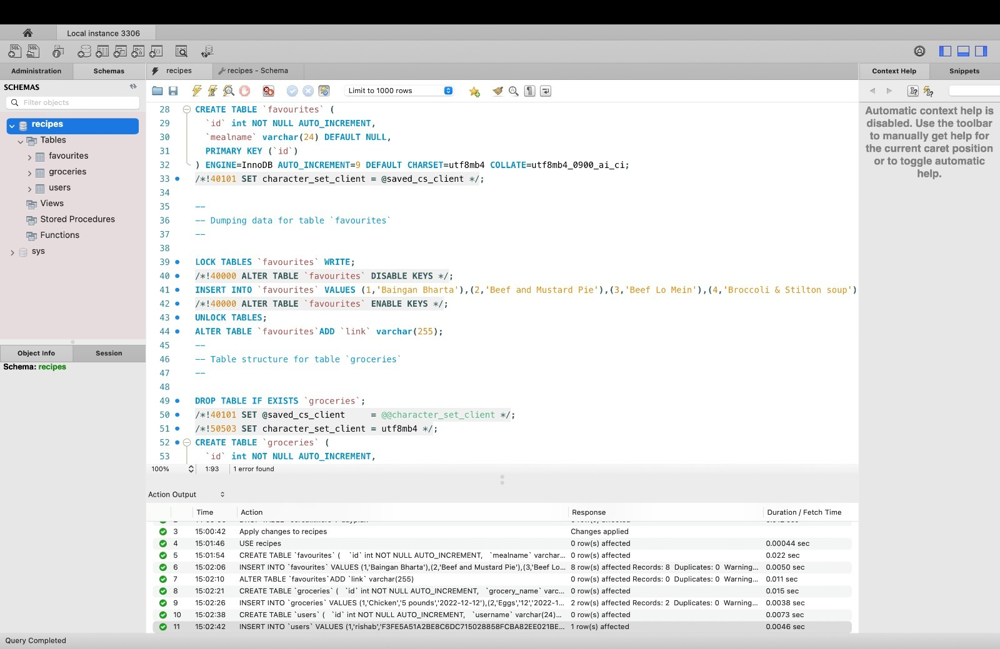 Local instance 3306
Administration
Schemas
recipes
recipes - Schema
Context Help
Snippets
SCHEMAS
Filter objects
Limit to 1000 rows
recipes
Tables
favourites
groceries
users
Views
Stored Procedures
Functions
sys
Object Info
Session
Schema: recipes
28 CREATE TABLE `favourites` (
29 `id` int NOT NULL AUTO_INCREMENT,
30 `mealname` varchar(24) DEFAULT NULL,
31 PRIMARY KEY (`id`)
32 ) ENGINE=InnoDB AUTO_INCREMENT=9 DEFAULT CHARSET=utf8mb4 COLLATE=utf8mb4_0900_ai_ci;
33 /*!40101 SET character_set_client = @saved_cs_client */;
34
35 --
36 -- Dumping data for table `favourites`
37 --
38
39 LOCK TABLES `favourites` WRITE;
40 /*!40000 ALTER TABLE `favourites` DISABLE KEYS */;
41 INSERT INTO `favourites` VALUES (1,'Baingan Bharta'),(2,'Beef and Mustard Pie'),(3,'Beef Lo Mein'),(4,'Broccoli & Stilton soup')
42 /*!40000 ALTER TABLE `favourites` ENABLE KEYS */;
43 UNLOCK TABLES;
44 ALTER TABLE `favourites`ADD `link` varchar(255);
45 --
46 -- Table structure for table `groceries`
47 --
48
49 DROP TABLE IF EXISTS `groceries`;
50 /*!40101 SET @saved_cs_client     = @@character_set_client */;
51 /*!50503 SET character_set_client = utf8mb4 */;
52 CREATE TABLE `groceries` (
53 `id` int NOT NULL AUTO_INCREMENT,
100% 1:93 1 error found
Automatic context help is
disabled. Use the toolbar
to manually get help for
the current caret position
or to toggle automatic
help.
Action Output
Time Action Response Duration / Fetch Time
3 15:00:42 Apply changes to recipes Changes applied
4 15:01:46 USE recipes 0 row(s) affected 0.00044 sec
5 15:01:54 CREATE TABLE `favourites` (   `id` int NOT NULL AUTO_INCREMENT,   `mealname` varchar... 0 row(s) affected 0.022 sec
6 15:02:06 INSERT INTO `favourites` VALUES (1,'Baingan Bharta'),(2,'Beef and Mustard Pie'),(3,'Beef Lo... 8 row(s) affected Records: 8  Duplicates: 0  Warning... 0.0050 sec
7 15:02:10 ALTER TABLE `favourites`ADD `link` varchar(255) 0 row(s) affected Records: 0  Duplicates: 0  Warning... 0.011 sec
8 15:02:21 CREATE TABLE `groceries` (   `id` int NOT NULL AUTO_INCREMENT,   `grocery_name` varc... 0 row(s) affected 0.015 sec
9 15:02:26 INSERT INTO `groceries` VALUES (1,'Chicken','5 pounds','2022-12-12'),(2,'Eggs','12','2022-1... 2 row(s) affected Records: 2  Duplicates: 0  Warning... 0.0038 sec
10 15:02:38 CREATE TABLE `users` (   `id` int NOT NULL AUTO_INCREMENT,   `username` varchar(24)... 0 row(s) affected 0.0073 sec
11 15:02:42 INSERT INTO `users` VALUES (1,'rishab','F3FE5A51A2BE8C6DC715028858FCBA82EE021BE... 1 row(s) affected 0.0046 sec
Query Completed